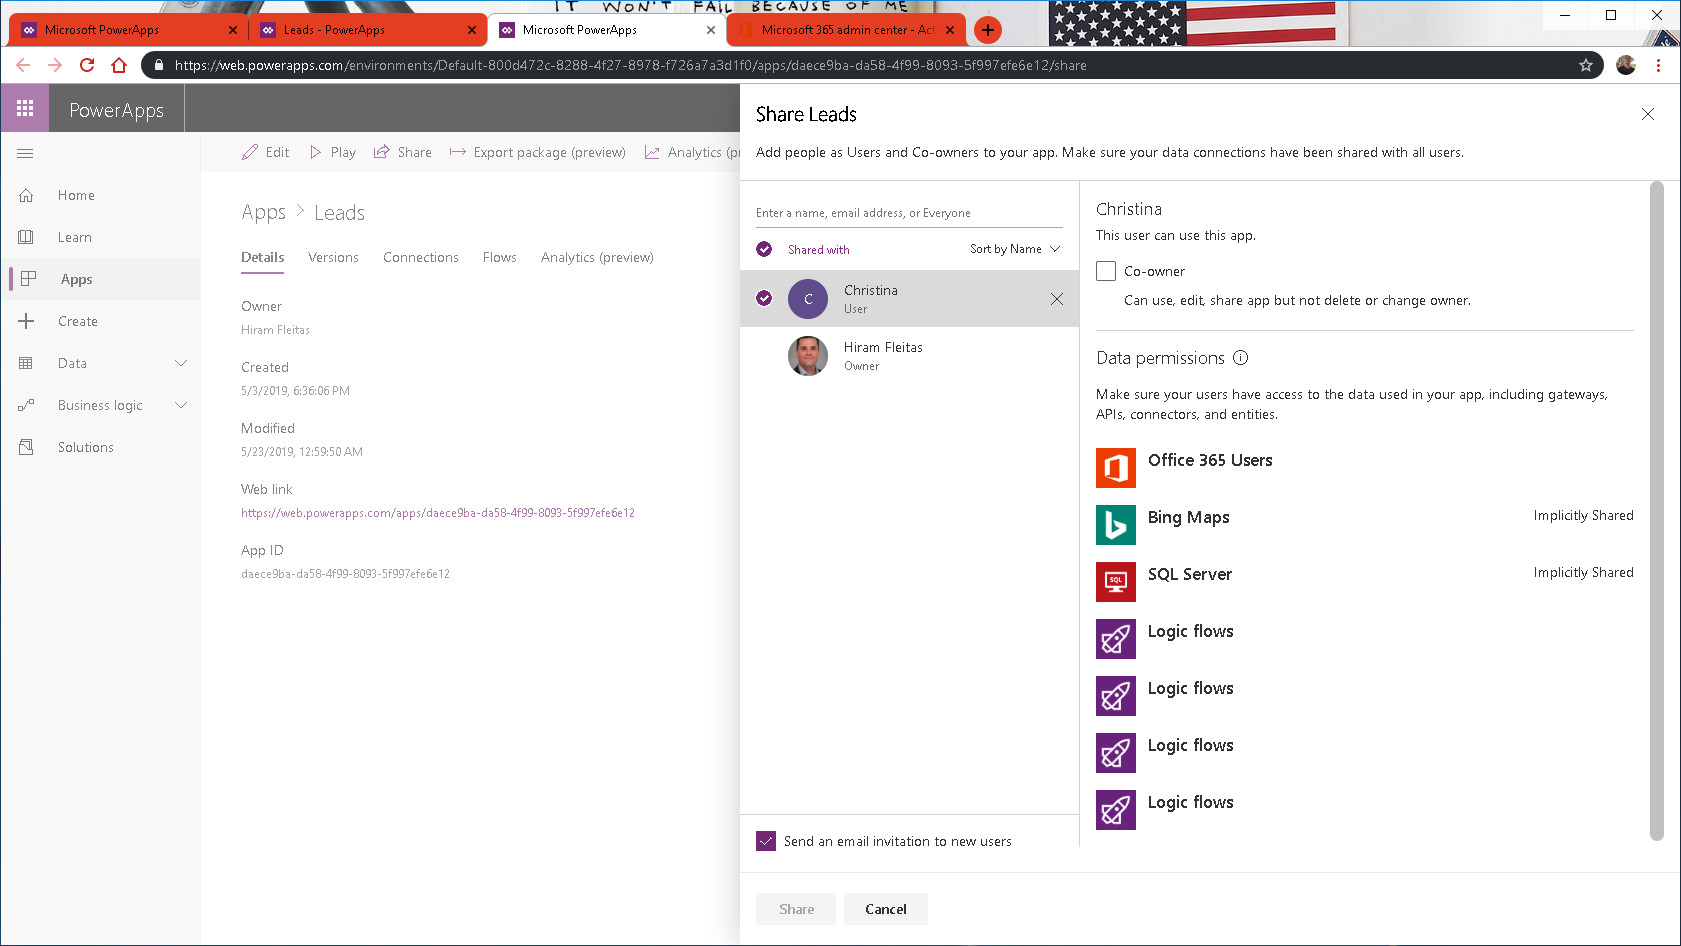 IT WON'T FAIL BECAUSE OF ME
Microsoft PowerApps
Leads - PowerApps
Microsoft PowerApps
Microsoft 365 admin center - Act
https://web.powerapps.com/environments/Default-800d472c-8288-4f27-8978-f726a7a3d1f0/apps/daece9ba-da58-4f99-8093-5f997efe6e12/share
PowerApps
Home
Learn
Apps
Create
Data
Business logic
Solutions
Edit
Play
Share
Export package (preview)
Analytics (pr
Apps > Leads
Details
Versions
Connections
Flows
Analytics (preview)
Owner
Hiram Fleitas
Created
5/3/2019, 6:36:06 PM
Modified
5/23/2019, 12:59:50 AM
Web link
https://web.powerapps.com/apps/daece9ba-da58-4f99-8093-5f997efe6e12
App ID
daece9ba-da58-4f99-8093-5f997efe6e12
Share Leads
Add people as Users and Co-owners to your app. Make sure your data connections have been shared with all users.
Enter a name, email address, or Everyone
Shared with
Sort by Name
C
Christina
User
Hiram Fleitas
Owner
Send an email invitation to new users
Christina
This user can use this app.
Co-owner
Can use, edit, share app but not delete or change owner.
Data permissions
Make sure your users have access to the data used in your app, including gateways,
APIs, connectors, and entities.
Office 365 Users
Bing Maps
Implicitly Shared
SQL
SQL Server
Implicitly Shared
Logic flows
Logic flows
Logic flows
Logic flows
Share
Cancel